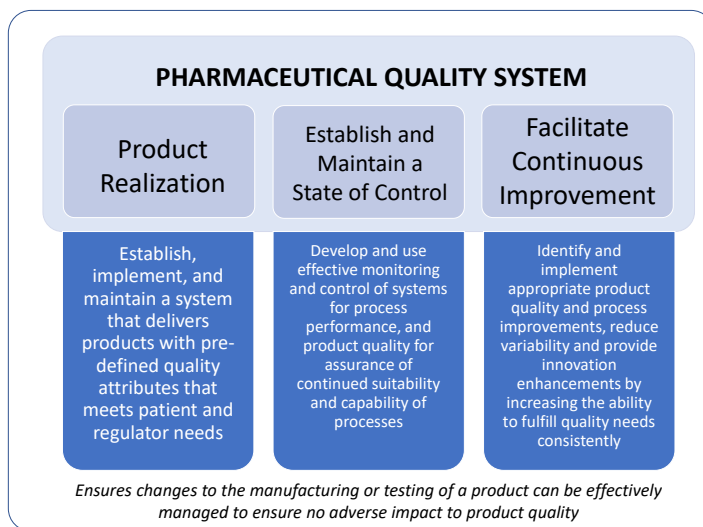 PHARMACEUTICAL QUALITY SYSTEM
Product
Realization
Establish and
Maintain a
State of Control
Facilitate
Continuous
Improvement
Establish,
implement, and
maintain a system
that delivers
products with pre-
defined quality
attributes that
meets patient and
regulator needs
Develop and use
effective monitoring
and control of systems
for process
performance, and
product quality for
assurance of
continued suitability
and capability of
processes
Identify and
implement
appropriate product
quality and process
improvements, reduce
variability and provide
innovation
enhancements by
increasing the ability
to fulfill quality needs
consistently
Ensures changes to the manufacturing or testing of a product can be effectively
managed to ensure no adverse impact to product quality